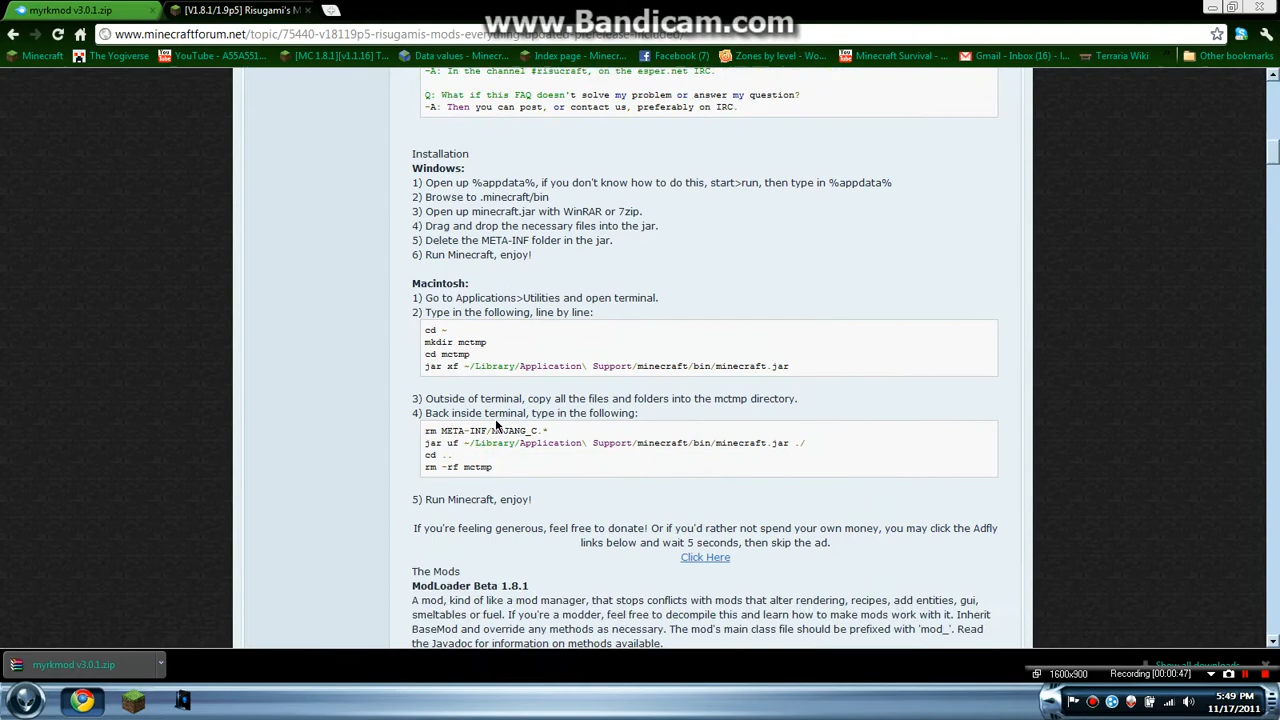 myrkmod v3.0.1.zip
[V1.8.1/1.9p5] Risugami's M
www.Bandicam.com
www.minecraftforum.net/topic/75440-v18119p5-risugamis-mods-everything-updated-prerelease-included/
Minecraft
The Yogiverse
YouTube - A55A551...
[MC 1.8.1][v1.1.16] T...
Data values - Minecr...
Index page - Minecr...
Facebook (7)
Zones by level - Wo...
Minecraft Survival - ...
Gmail - Inbox (16) - ...
Terraria Wiki
Other bookmarks
-A: In the channel #risucraft, on the esper.net IRC.
Q: What if this FAQ doesn't solve my problem or answer my question?
-A: Then you can post, or contact us, preferably on IRC.
Installation
Windows:
1) Open up %appdata%, if you don't know how to do this, start>run, then type in %appdata%
2) Browse to .minecraft/bin
3) Open up minecraft.jar with WinRAR or 7zip.
4) Drag and drop the necessary files into the jar.
5) Delete the META-INF folder in the jar.
6) Run Minecraft, enjoy!
Macintosh:
1) Go to Applications>Utilities and open terminal.
2) Type in the following, line by line:
cd ~
mkdir mctmp
cd mctmp
jar xf ~/Library/Application\ Support/minecraft/bin/minecraft.jar
3) Outside of terminal, copy all the files and folders into the mctmp directory.
4) Back inside terminal, type in the following:
rm META-INF/MOJANG_C.*
jar uf ~/Library/Application\ Support/minecraft/bin/minecraft.jar ./
cd ..
rm -rf mctmp
5) Run Minecraft, enjoy!
If you're feeling generous, feel free to donate! Or if you'd rather not spend your own money, you may click the Adfly
links below and wait 5 seconds, then skip the ad.
Click Here
The Mods
ModLoader Beta 1.8.1
A mod, kind of like a mod manager, that stops conflicts with mods that alter rendering, recipes, add entities, gui,
smeltables or fuel. If you're a modder, feel free to decompile this and learn how to make mods work with it. Inherit
BaseMod and override any methods as necessary. The mod's main class file should be prefixed with 'mod_'. Read
the Javadoc for information on methods available.
myrkmod v3.0.1.zip
Show all downloads...
1600x900
Recording [00:00:47]
5:49 PM
11/17/2011